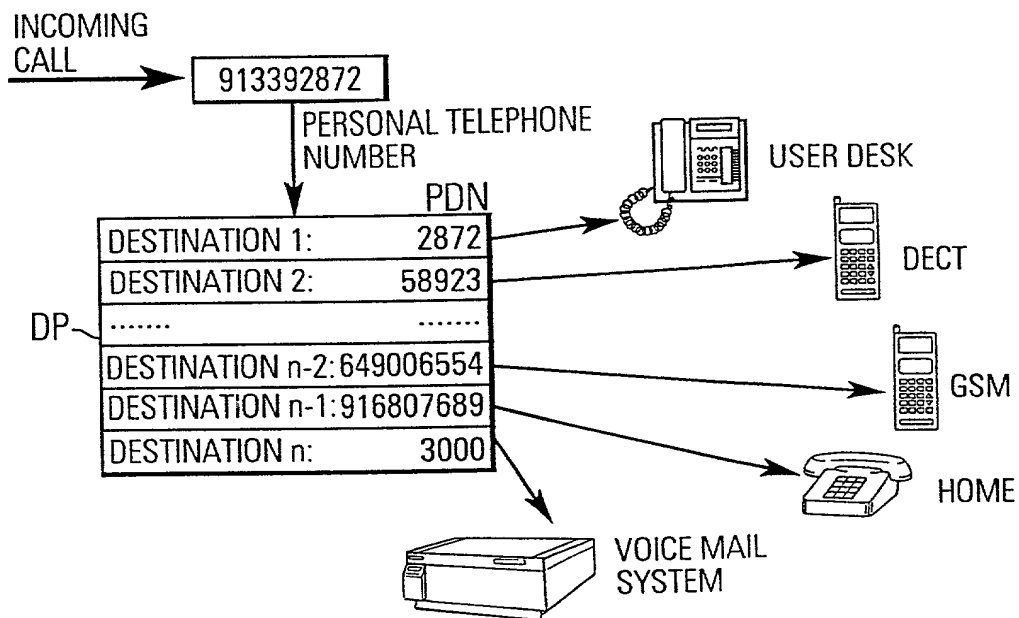 INCOMING
CALL
913392872
PERSONAL TELEPHONE
NUMBER
PDN
USER DESK
DESTINATION 1: 2872
DESTINATION 2: 58923
DECT
DP
....... .......
DESTINATION n-2:649006554
GSM
DESTINATION n-1:916807689
DESTINATION n: 3000
HOME
VOICE MAIL
SYSTEM